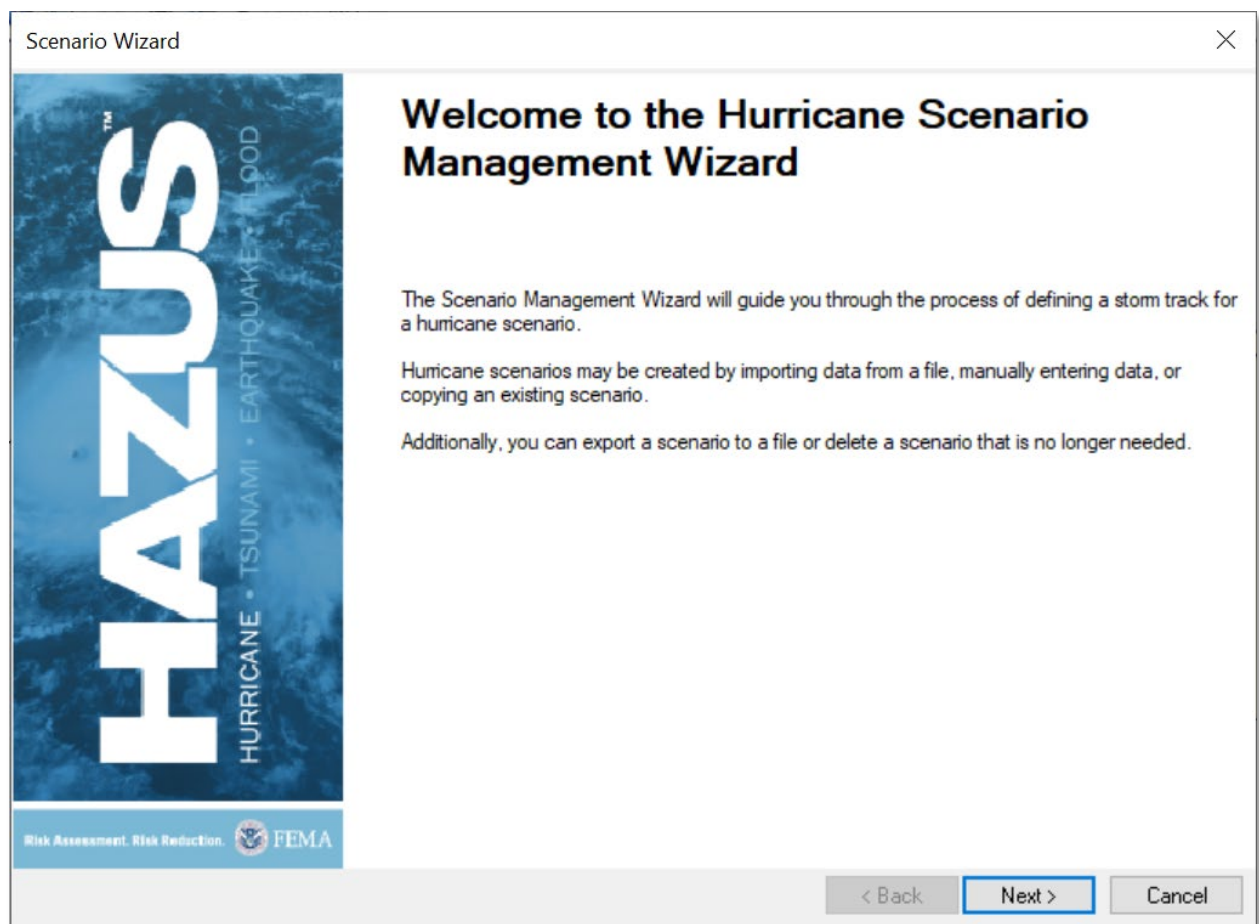 Scenario Wizard
HAZUS™
HURRICANE • TSUNAMI • EARTHQUAKE • FLOOD
Risk Assessment. Risk Reduction. FEMA
Welcome to the Hurricane Scenario
Management Wizard
The Scenario Management Wizard will guide you through the process of defining a storm track for
a hurricane scenario.
Hurricane scenarios may be created by importing data from a file, manually entering data, or
copying an existing scenario.
Additionally, you can export a scenario to a file or delete a scenario that is no longer needed.
< Back Next > Cancel